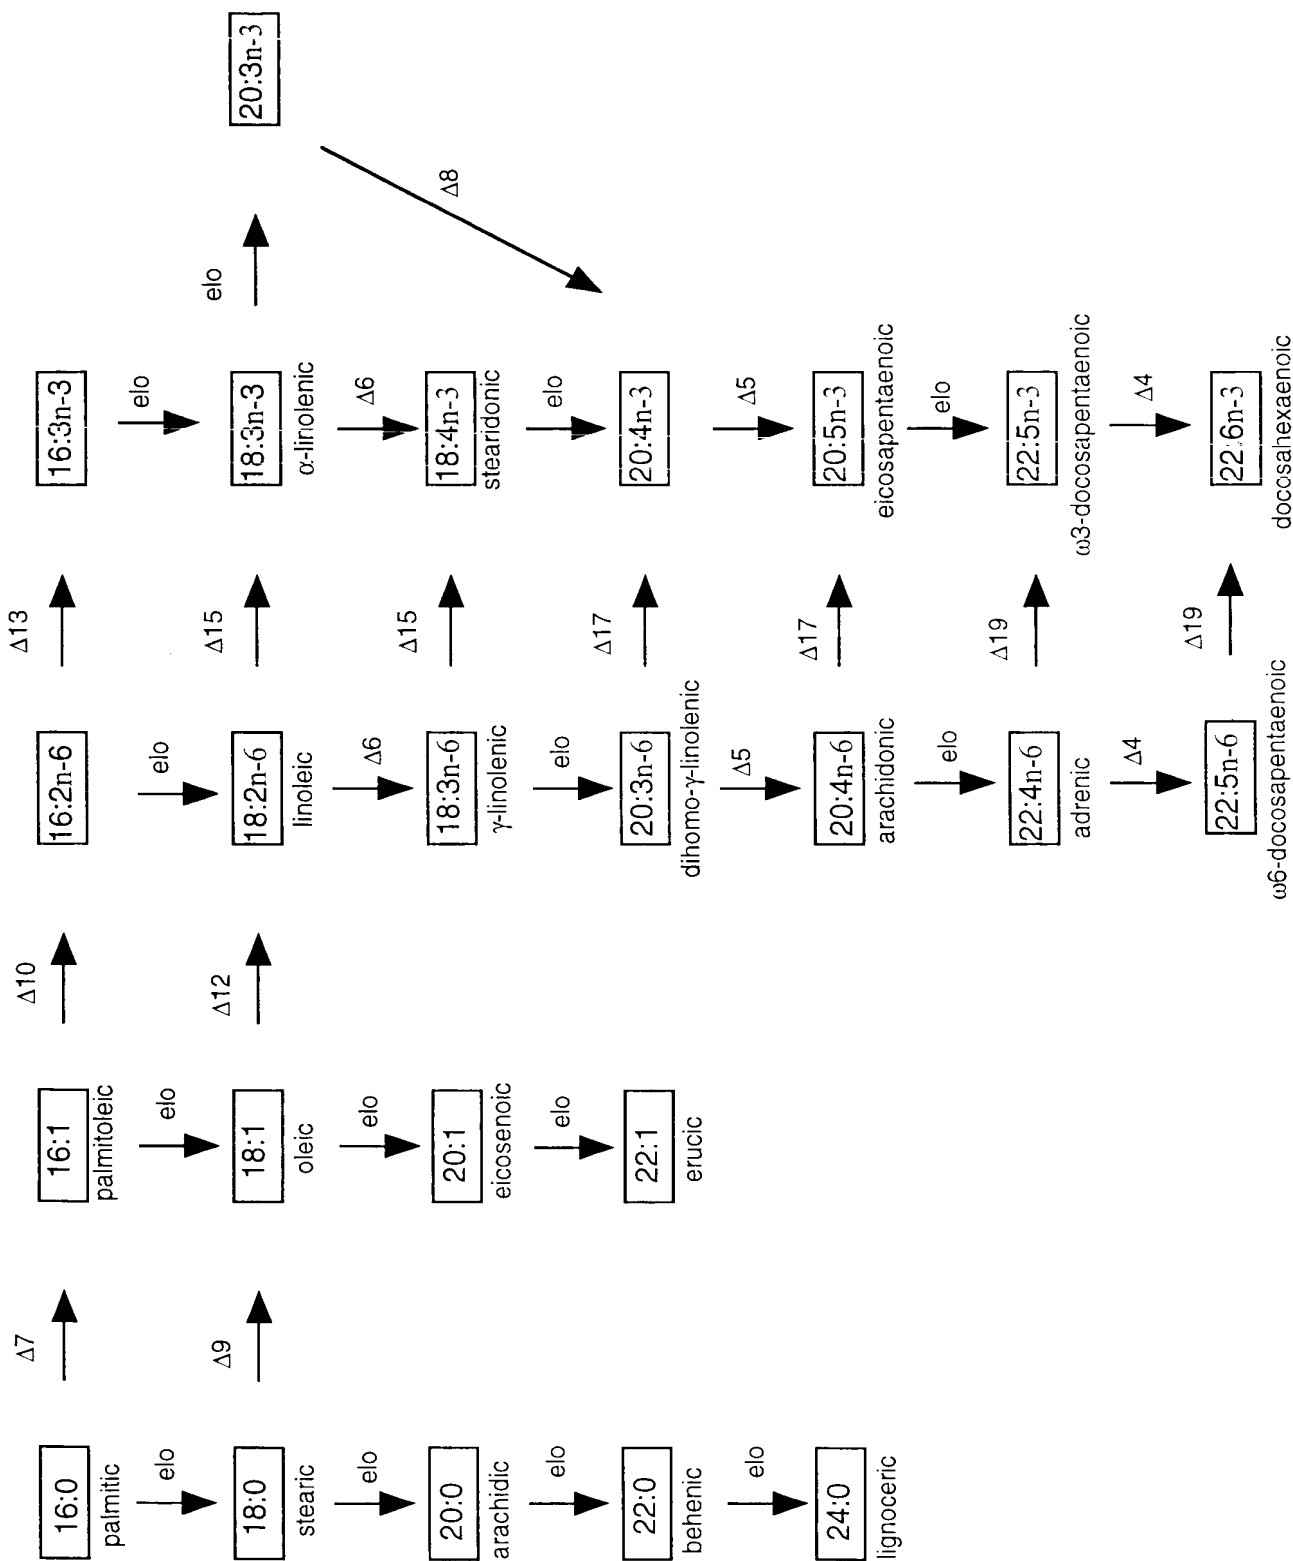 16:0
palmitic
elo
18:0
stearic
elo
20:0
arachidic
elo
22:0
behenic
elo
24:0
lignoceric
Δ7
Δ9
16:1
palmitoleic
elo
18:1
oleic
elo
20:1
eicosenoic
elo
22:1
erucic
Δ10
Δ12
16:2n-6
elo
18:2n-6
linoleic
Δ6
18:3n-6
γ-linolenic
elo
20:3n-6
dihomo-γ-linolenic
Δ5
20:4n-6
arachidonic
elo
22:4n-6
adrenic
Δ4
22:5n-6
ω6-docosapentaenoic
Δ13
Δ15
Δ15
Δ17
Δ17
Δ19
Δ19
16:3n-3
elo
18:3n-3
α-linolenic
Δ6
18:4n-3
stearidonic
elo
20:4n-3
Δ5
20:5n-3
eicosapentaenoic
elo
22:5n-3
ω3-docosapentaenoic
Δ4
22:6n-3
docosahexaenoic
elo
20:3n-3
Δ8